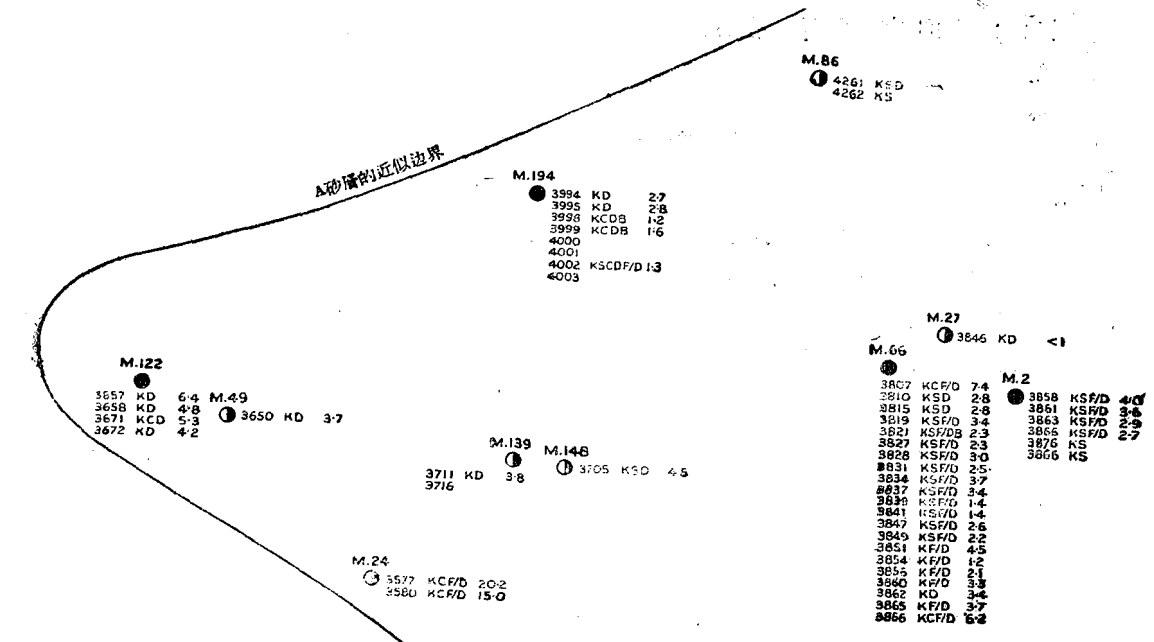 M.86
4261 KSD
4262 KS
A砂层的近似边界
M.194
3994 KD 2·7
3995 KD 2·8
3998 KCDB 1·2
3999 KCDB 1·6
4000
4001
4002 KSCDF/D 1·3
4003
M.27
3846 KD <1
M.66
3807 KCF/D 7·4
3810 KSD 2·8
3815 KSD 2·8
3819 KSF/D 3·4
3821 KSF/DB 2·3
3827 KSF/D 2·3
3828 KSF/D 3·0
3831 KSF/D 2·5
3834 KSF/D 3·7
3837 KSF/D 3·4
3839 KSF/D 1·4
3841 KSF/D 1·4
3847 KSF/D 2·6
3849 KSF/D 2·2
3851 KF/D 4·5
3854 KF/D 1·2
3855 KF/D 2·1
3860 KF/D 3·3
3862 KD 3·4
3865 KF/D 3·7
3866 KCF/D 6·2
M.2
3858 KSF/D 4·0
3861 KSF/D 3·6
3863 KSF/D 2·9
3866 KSF/D 2·7
3876 KS
3866 KS
M.122
3657 KD 6·4
3658 KD 4·8
3671 KCD 5·3
3672 KD 4·2
M.49
3650 KD 3·7
M.139
3711 KD 3·8
3716
M.148
3705 KSD 4·5
M.24
3577 KCF/D 20·2
3580 KCF/D 15·0